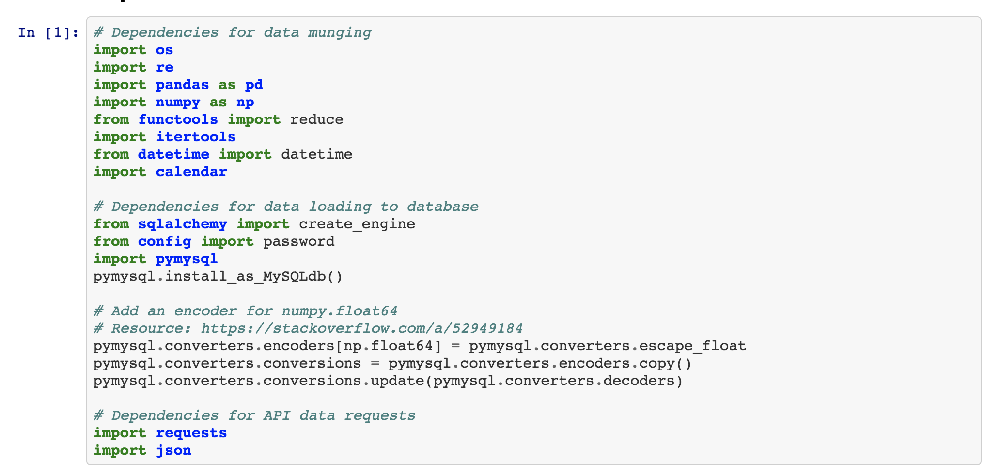 In [1]:
# Dependencies for data munging
import os
import re
import pandas as pd
import numpy as np
from functools import reduce
import itertools
from datetime import datetime
import calendar

# Dependencies for data loading to database
from sqlalchemy import create_engine
from config import password
import pymysql
pymysql.install_as_MySQLdb()

# Add an encoder for numpy.float64
# Resource: https://stackoverflow.com/a/52949184
pymysql.converters.encoders[np.float64] = pymysql.converters.escape_float
pymysql.converters.conversions = pymysql.converters.encoders.copy()
pymysql.converters.conversions.update(pymysql.converters.decoders)

# Dependencies for API data requests
import requests
import json